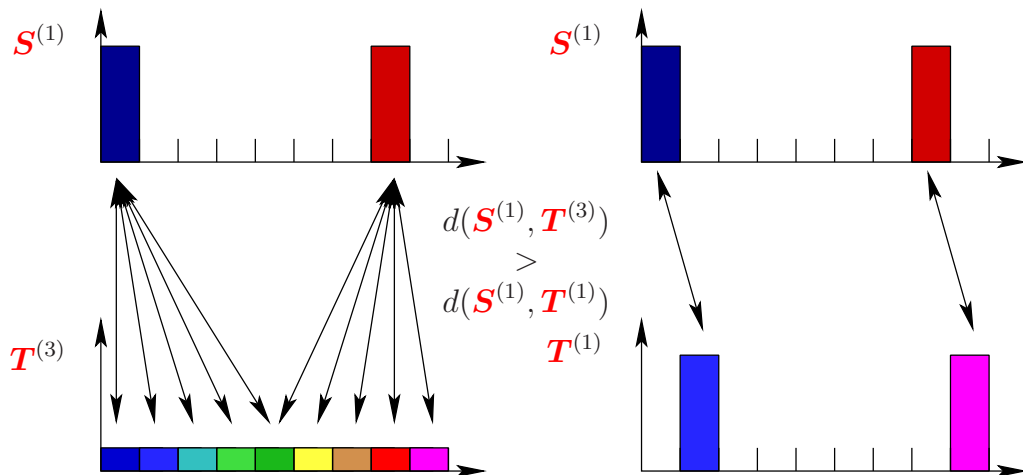 S^{(1)}
S^{(1)}
d(S^{(1)}, T^{(3)})
>
d(S^{(1)}, T^{(1)})
T^{(3)}
T^{(1)}